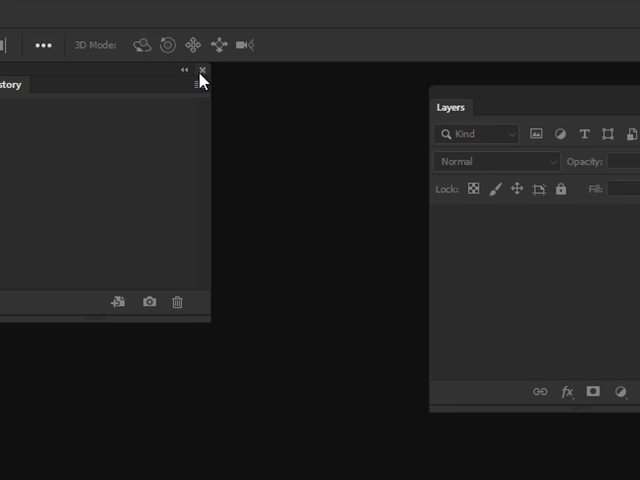 3D Mode:
story
Layers
Kind
Normal
Opacity:
Lock:
Fill:
fx